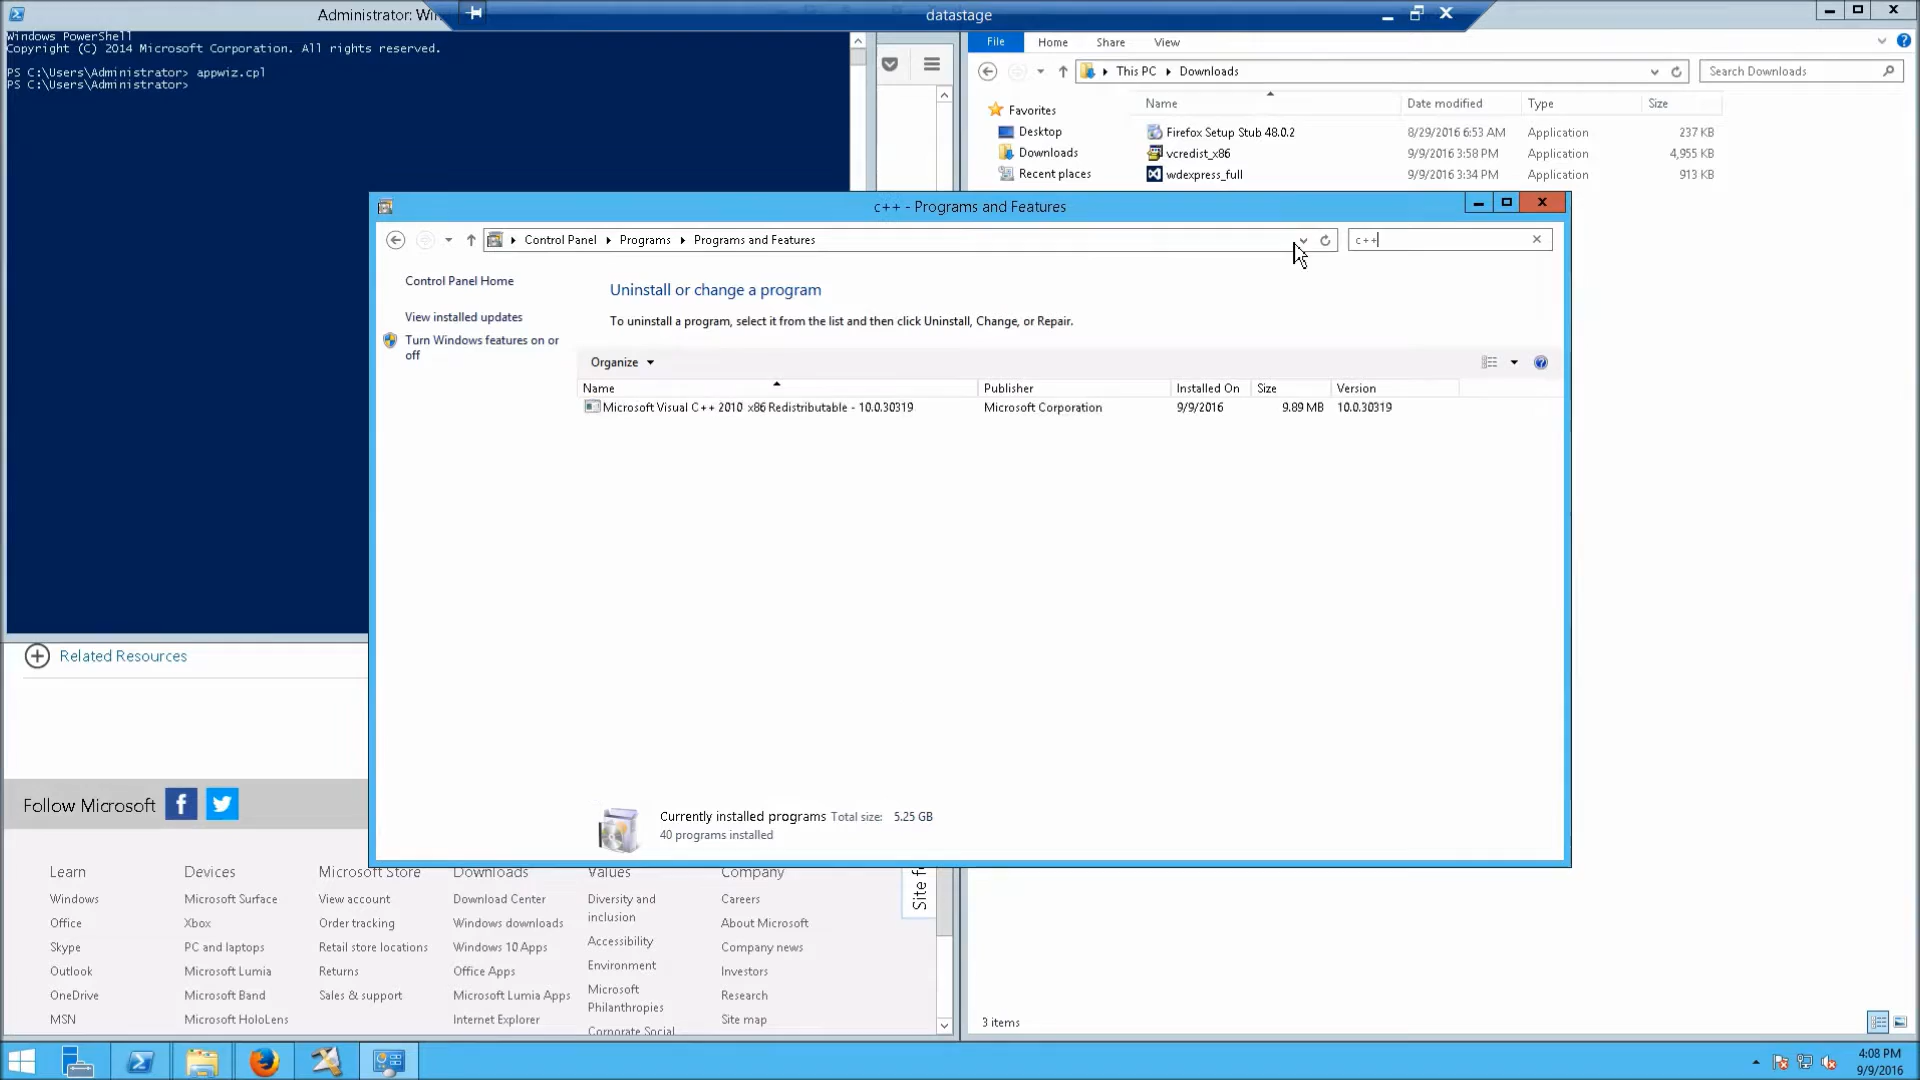 Administrator: Win
datastage
Windows PowerShell
Copyright (C) 2014 Microsoft Corporation. All rights reserved.
PS C:\Users\Administrator> appwiz.cpl
PS C:\Users\Administrator>
File
Home
Share
View
This PC
Downloads
Search Downloads
Name
Date modified
Type
Size
Favorites
Desktop
Downloads
Recent places
Firefox Setup Stub 48.0.2
8/29/2016 6:53 AM
Application
237 KB
vcredist_x86
9/9/2016 3:58 PM
Application
4,955 KB
wdexpress_full
9/9/2016 3:34 PM
Application
913 KB
c++ - Programs and Features
Control Panel
Programs
Programs and Features
c++
Control Panel Home
View installed updates
Turn Windows features on or
off
Uninstall or change a program
To uninstall a program, select it from the list and then click Uninstall, Change, or Repair.
Organize
Name
Publisher
Installed On
Size
Version
Microsoft Visual C++ 2010 x86 Redistributable - 10.0.30319
Microsoft Corporation
9/9/2016
9.89 MB
10.0.30319
Currently installed programs
Total size:
5.25 GB
40 programs installed
Related Resources
Follow Microsoft
Learn
Windows
Office
Skype
Outlook
OneDrive
MSN
Devices
Microsoft Surface
Xbox
PC and laptops
Microsoft Lumia
Microsoft Band
Microsoft HoloLens
Microsoft Store
View account
Order tracking
Retail store locations
Returns
Sales & support
Downloads
Download Center
Windows downloads
Windows 10 Apps
Office Apps
Microsoft Lumia Apps
Internet Explorer
Values
Diversity and
inclusion
Accessibility
Environment
Microsoft
Philanthropies
Corporate Social
Company
Careers
About Microsoft
Company news
Investors
Research
Site map
Site f
3 items
4:08 PM
9/9/2016